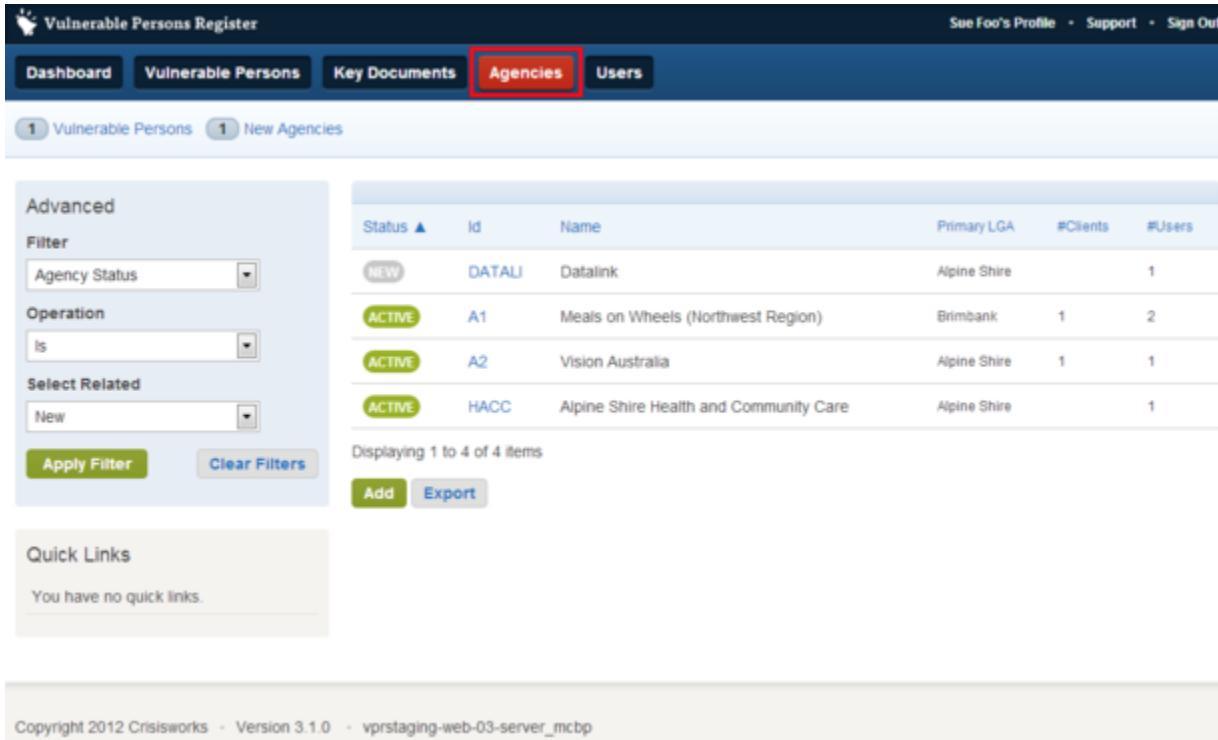 Vulnerable Persons Register
Sue Foo's Profile · Support · Sign Out
Dashboard Vulnerable Persons Key Documents Agencies Users
1 Vulnerable Persons 1 New Agencies
Advanced
Filter
Agency Status
Operation
Is
Select Related
New
Apply Filter Clear Filters
Quick Links
You have no quick links.
Status ▲ Id Name Primary LGA #Clients #Users
NEW DATALI Datalink Alpine Shire 1
ACTIVE A1 Meals on Wheels (Northwest Region) Brimbank 1 2
ACTIVE A2 Vision Australia Alpine Shire 1 1
ACTIVE HACC Alpine Shire Health and Community Care Alpine Shire 1
Displaying 1 to 4 of 4 items
Add Export
Copyright 2012 Crisisworks · Version 3.1.0 · vprstaging-web-03-server_mcbp